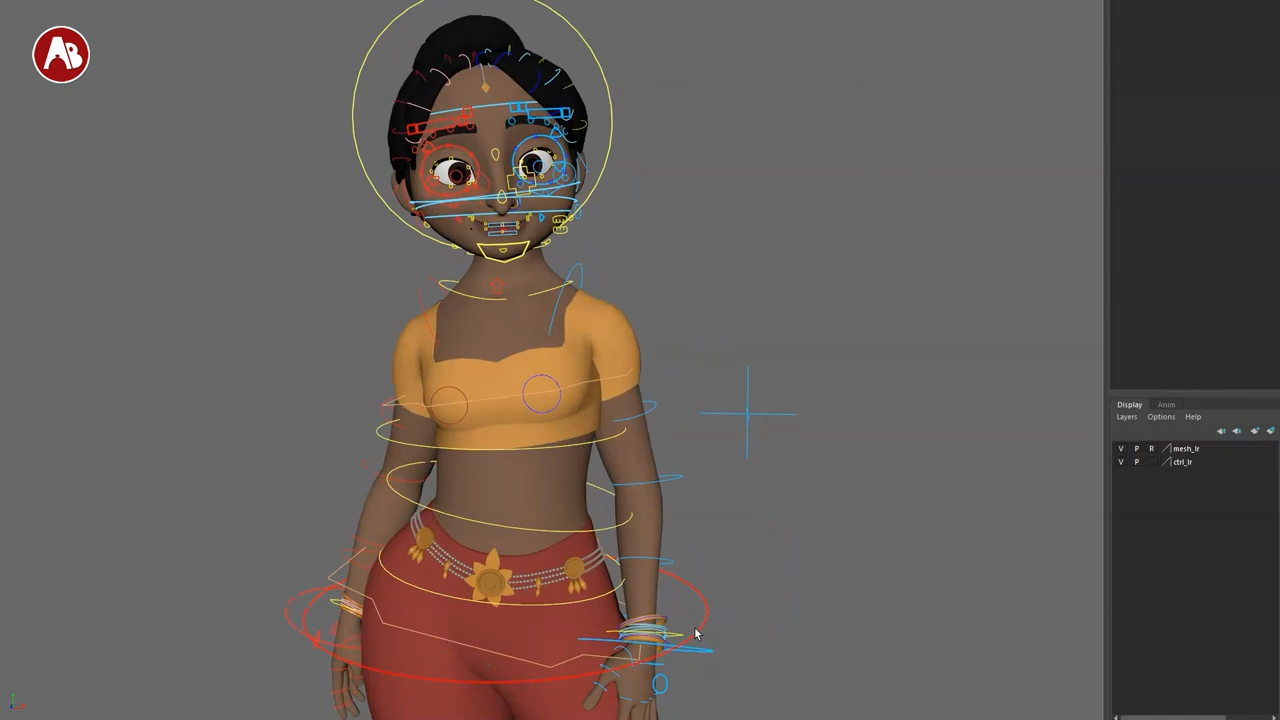 AB
Display Anim
Layers Options Help
V P R mesh_lr
V P ctrl_lr